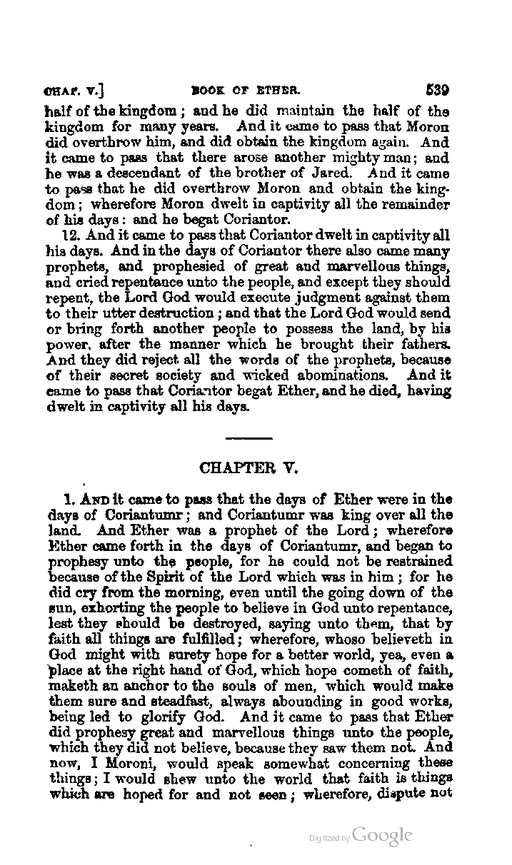 CHAP. V.] BOOK OF ETHER. 539
half of the kingdom; and he did maintain the half of the
kingdom for many years. And it came to pass that Moron
did overthrow him, and did obtain the kingdom again. And
it came to pass that there arose another mighty man; and
he was a descendant of the brother of Jared. And it came
to pass that he did overthrow Moron and obtain the king-
dom; wherefore Moron dwelt in captivity all the remainder
of his days: and he begat Coriantor.
12. And it came to pass that Coriantor dwelt in captivity all
his days. And in the days of Coriantor there also came many
prophets, and prophesied of great and marvellous things,
and cried repentance unto the people, and except they should
repent, the Lord God would execute judgment against them
to their utter destruction; and that the Lord God would send
or bring forth another people to possess the land, by his
power, after the manner which he brought their fathers.
And they did reject all the words of the prophets, because
of their secret society and wicked abominations. And it
came to pass that Coriantor begat Ether, and he died, having
dwelt in captivity all his days.
CHAPTER V.
1. AND it came to pass that the days of Ether were in the
days of Coriantumr; and Coriantumr was king over all the
land. And Ether was a prophet of the Lord; wherefore
Ether came forth in the days of Coriantumr, and began to
prophesy unto the people, for he could not be restrained
because of the Spirit of the Lord which was in him; for he
did cry from the morning, even until the going down of the
sun, exhorting the people to believe in God unto repentance,
lest they should be destroyed, saying unto them, that by
faith all things are fulfilled; wherefore, whoso believeth in
God might with surety hope for a better world, yea, even a
place at the right hand of God, which hope cometh of faith,
maketh an anchor to the souls of men, which would make
them sure and steadfast, always abounding in good works,
being led to glorify God. And it came to pass that Ether
did prophesy great and marvellous things unto the people,
which they did not believe, because they saw them not. And
now, I Moroni, would speak somewhat concerning these
things; I would shew unto the world that faith is things
which are hoped for and not seen; wherefore, dispute not
Digitized by Google